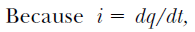 Because i = dq/dt,